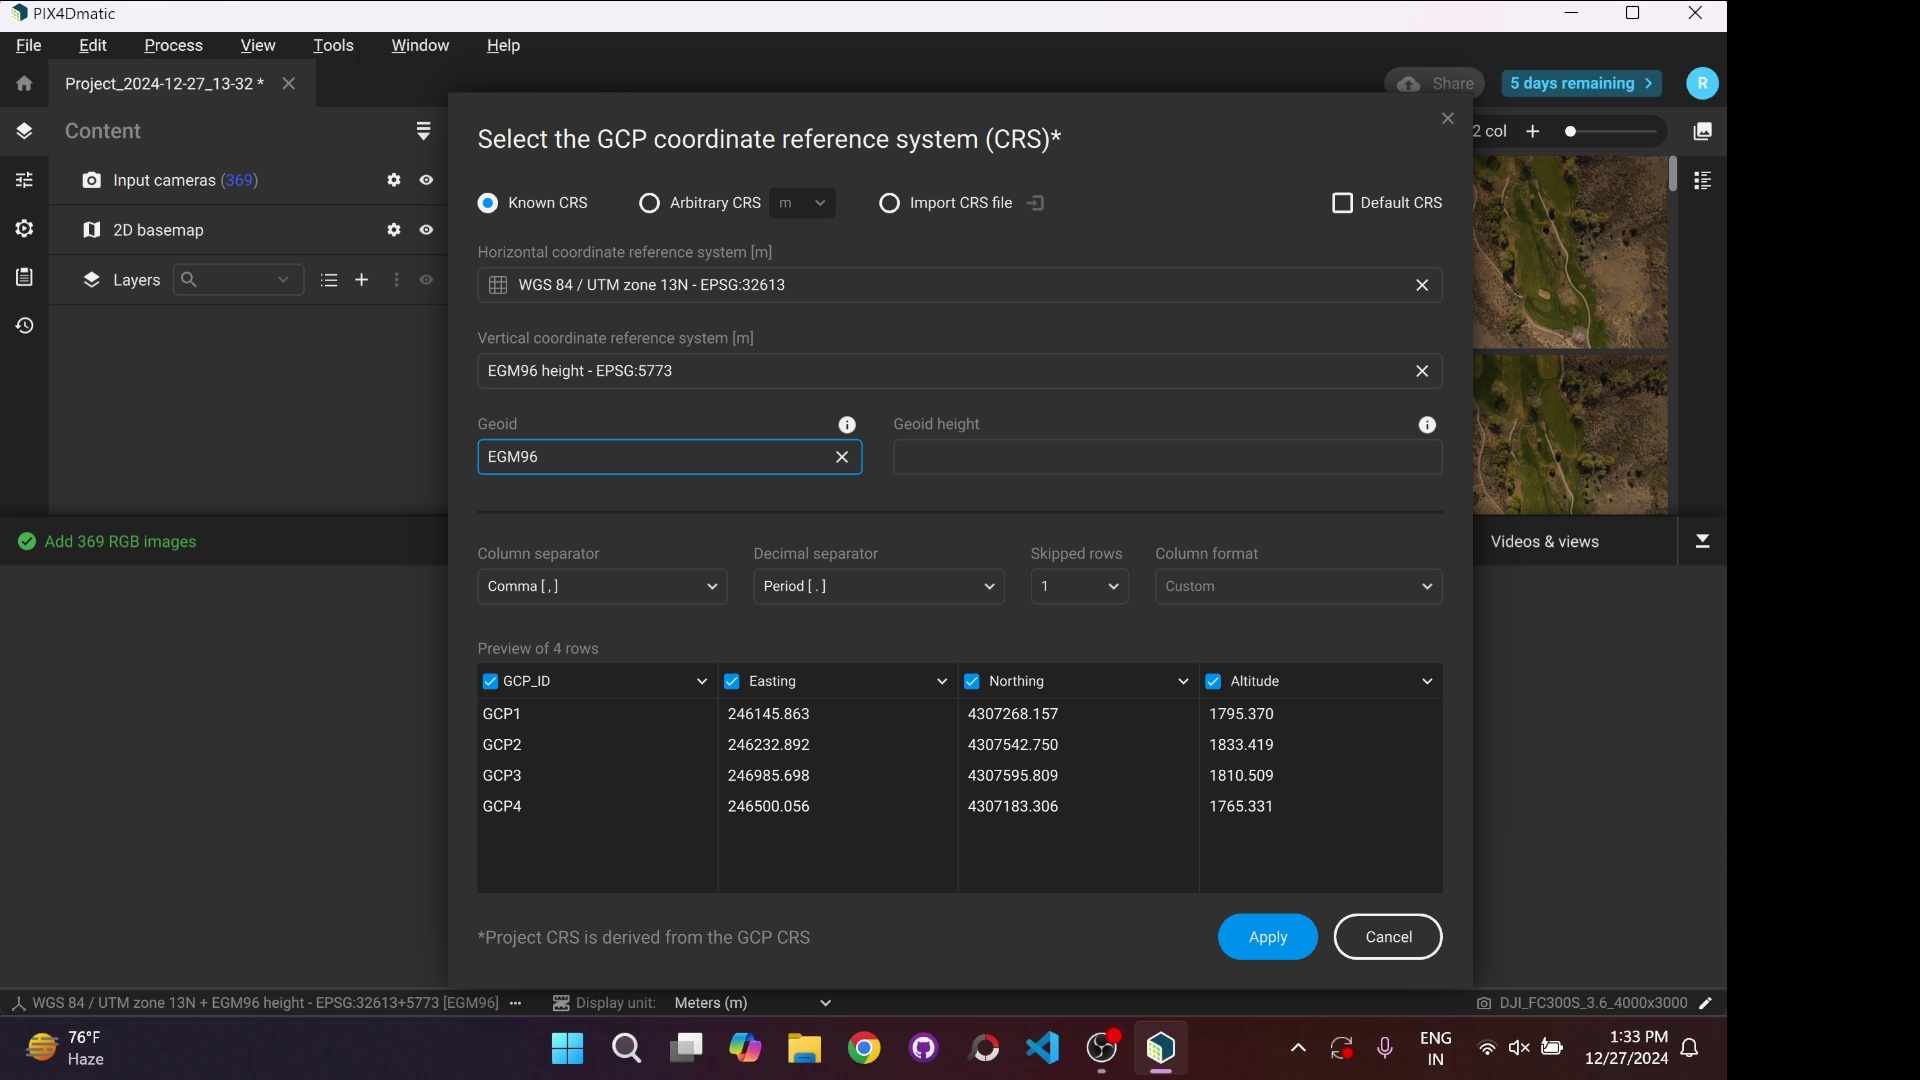 PIX4Dmatic
File Edit Process View Tools Window Help
Project_2024-12-27_13-32 *
Share
5 days remaining >
R
Content
2 col
Input cameras (369)
2D basemap
Layers
Select the GCP coordinate reference system (CRS)*
Known CRS
Arbitrary CRS
m
Import CRS file
Default CRS
Horizontal coordinate reference system [m]
WGS 84 / UTM zone 13N - EPSG:32613
Vertical coordinate reference system [m]
EGM96 height - EPSG:5773
Geoid
Geoid height
EGM96
Add 369 RGB images
Videos & views
Column separator
Decimal separator
Skipped rows
Column format
Comma [ , ]
Period [ . ]
1
Custom
Preview of 4 rows
GCP_ID Easting Northing Altitude
GCP1 246145.863 4307268.157 1795.370
GCP2 246232.892 4307542.750 1833.419
GCP3 246985.698 4307595.809 1810.509
GCP4 246500.056 4307183.306 1765.331
*Project CRS is derived from the GCP CRS
Apply
Cancel
WGS 84 / UTM zone 13N + EGM96 height - EPSG:32613+5773 [EGM96] ···
Display unit: Meters (m)
DJI_FC300S_3.6_4000x3000
76°F
Haze
ENG
IN
1:33 PM
12/27/2024